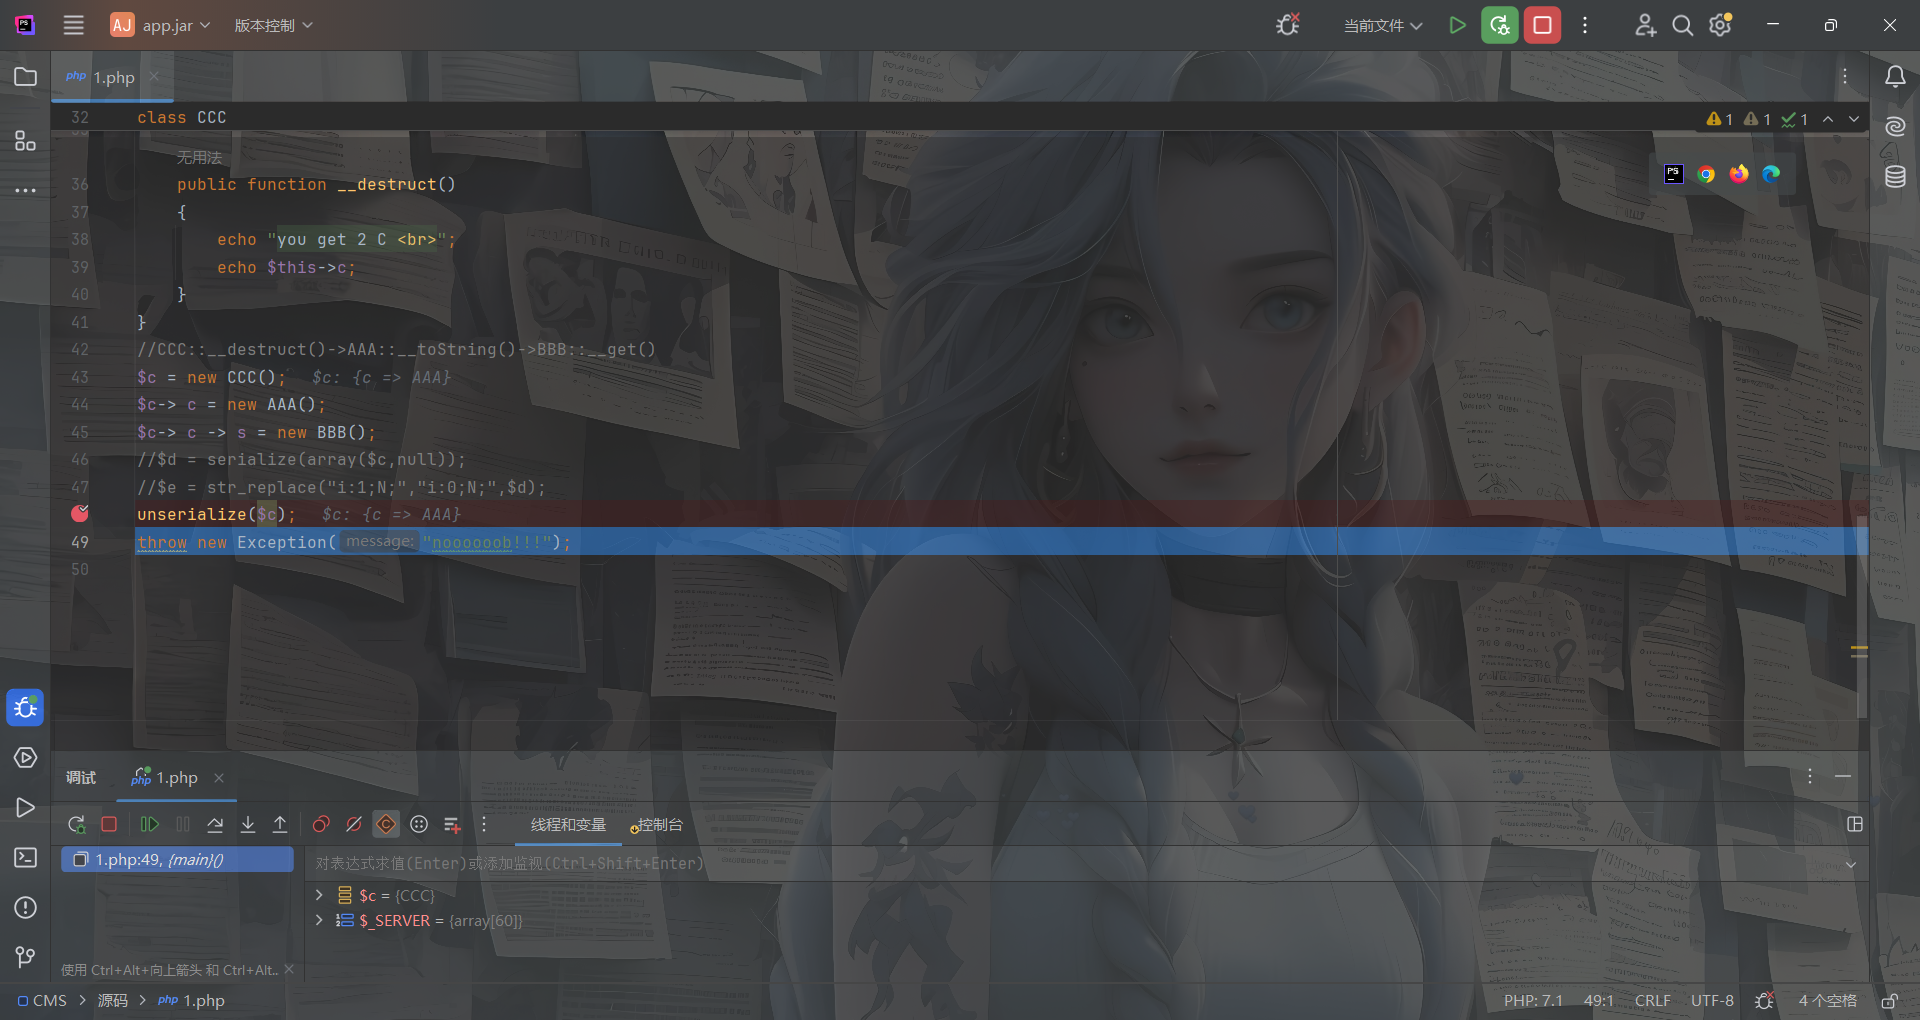 AJ app.jar 版本控制 当前文件
php 1.php
32 class CCC
1 1 1
无用法
36 public function __destruct()
37 {
38 echo "you get 2 C <br>";
39 echo $this->c;
40 }
41 }
42 //CCC::__destruct()->AAA::__toString()->BBB::__get()
43 $c = new CCC(); $c: {c => AAA}
44 $c-> c = new AAA();
45 $c-> c -> s = new BBB();
46 //$d = serialize(array($c,null));
47 //$e = str_replace("i:1;N;","i:0;N;",$d);
unserialize($c); $c: {c => AAA}
49 throw new Exception( message: "noooooob!!!");
50
调试 php 1.php
线程和变量 控制台
1.php:49, {main}()
对表达式求值(Enter)或添加监视(Ctrl+Shift+Enter)
$c = {CCC}
$_SERVER = {array[60]}
使用 Ctrl+Alt+向上箭头 和 Ctrl+Alt..
CMS > 源码 > php 1.php
PHP: 7.1 49:1 CRLF UTF-8 4 个空格